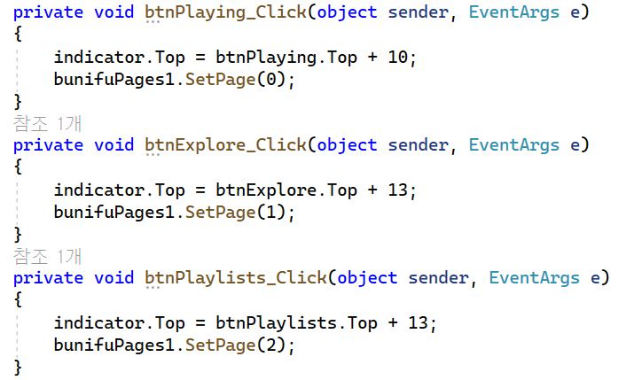 private void btnPlaying_Click(object sender, EventArgs e)
{
    indicator.Top = btnPlaying.Top + 10;
    bunifuPages1.SetPage(0);
}
참조 1개
private void btnExplore_Click(object sender, EventArgs e)
{
    indicator.Top = btnExplore.Top + 13;
    bunifuPages1.SetPage(1);
}
참조 1개
private void btnPlaylists_Click(object sender, EventArgs e)
{
    indicator.Top = btnPlaylists.Top + 13;
    bunifuPages1.SetPage(2);
}